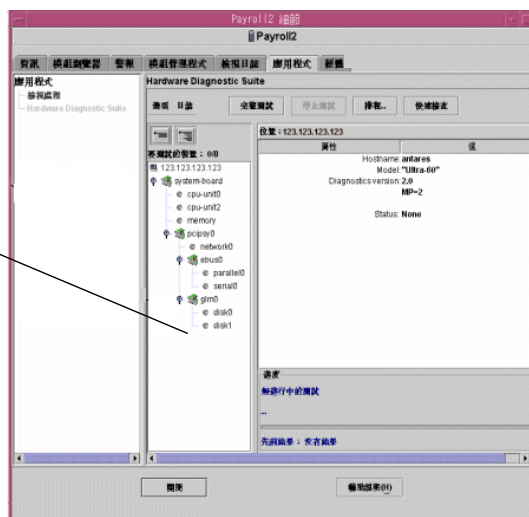 Payroll2 細節
Payroll2
資訊 模組瀏覽器 警報 模組管理程式 檢視日誌 應用程式 硬體
應用程式
檢視處理
Hardware Diagnostic Suite
Hardware Diagnostic Suite
選項 日誌 完整測試 停止測試 排程... 快速檢查
要測試的裝置：0/8
123.123.123.123
system-board
cpu-unit0
cpu-unit2
memory
pcipsy0
network0
ebus0
parallel0
serial0
glm0
disk0
disk1
位置：123.123.123.123
屬性 值
Hostname: antares
Model: "Ultra-60"
Diagnostics version: 2.0
MP=2
Status: None
進度
無進行中的測試
...
先前結果：沒有結果
關閉 輔助說明(H)